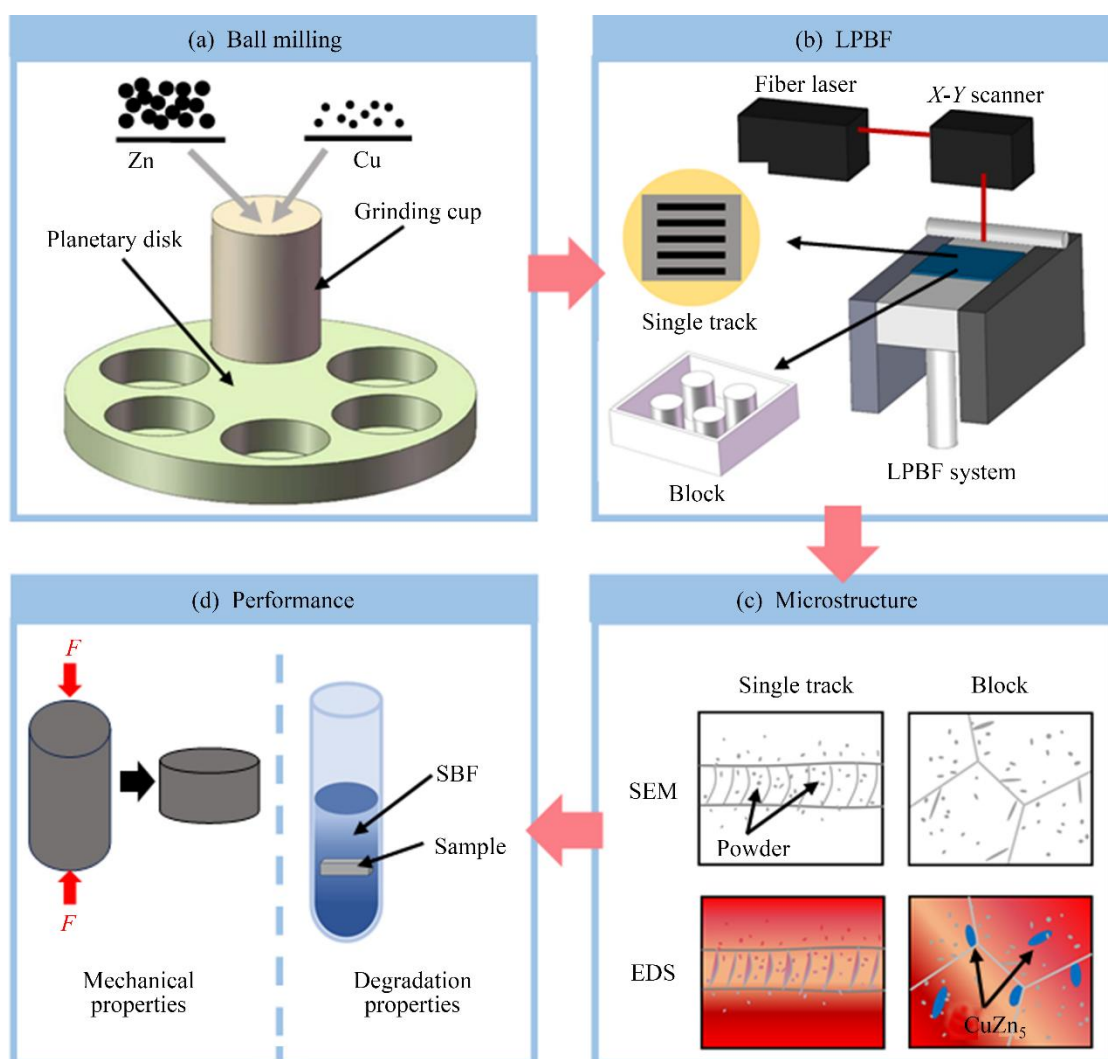 (a) Ball milling
Zn
Cu
Grinding cup
Planetary disk
(b) LPBF
Fiber laser
X-Y scanner
Single track
Block
LPBF system
(c) Microstructure
Single track
Block
SEM
Powder
EDS
CuZn₅
(d) Performance
F
F
SBF
Sample
Mechanical
properties
Degradation
properties